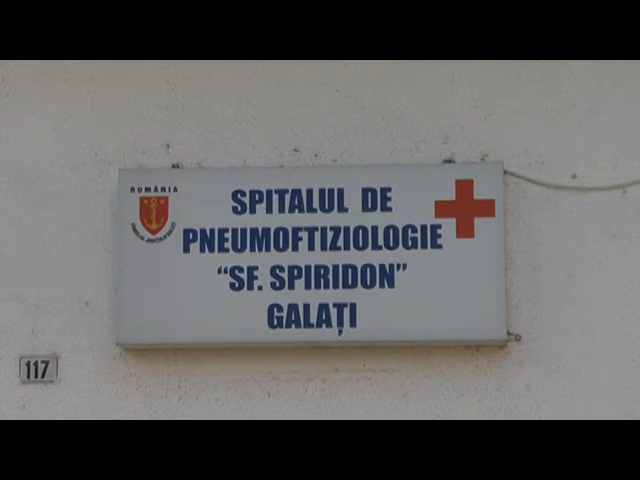 ROMÂNIA
SPITALUL DE
PNEUMOFTIZIOLOGIE
“SF. SPIRIDON”
GALAȚI
117